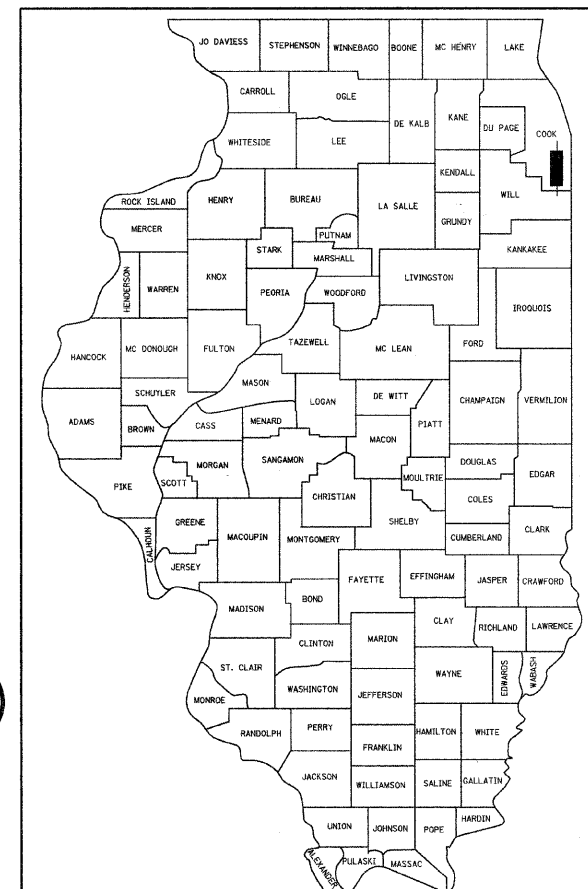 JO DAVIESS
STEPHENSON
WINNEBAGO
BOONE
MC HENRY
LAKE
CARROLL
OGLE
DE KALB
KANE
DU PAGE
COOK
WHITESIDE
LEE
KENDALL
WILL
ROCK ISLAND
HENRY
BUREAU
LA SALLE
GRUNDY
MERCER
PUTNAM
STARK
MARSHALL
KANKAKEE
HENDERSON
WARREN
KNOX
PEORIA
WOODFORD
LIVINGSTON
IROQUOIS
HANCOCK
MC DONOUGH
FULTON
TAZEWELL
MC LEAN
FORD
MASON
SCHUYLER
LOGAN
DE WITT
CHAMPAIGN
VERMILION
ADAMS
BROWN
CASS
MENARD
MACON
PIATT
SANGAMON
MORGAN
SCOTT
PIKE
CHRISTIAN
MOULTRIE
DOUGLAS
COLES
EDGAR
CALHOUN
GREENE
MACOUPIN
MONTGOMERY
SHELBY
CUMBERLAND
CLARK
JERSEY
FAYETTE
EFFINGHAM
JASPER
CRAWFORD
MADISON
BOND
CLAY
RICHLAND
LAWRENCE
CLINTON
MARION
ST. CLAIR
WAYNE
EDWARDS
WABASH
WASHINGTON
JEFFERSON
MONROE
RANDOLPH
PERRY
HAMILTON
WHITE
FRANKLIN
JACKSON
WILLIAMSON
SALINE
GALLATIN
UNION
JOHNSON
POPE
HARDIN
ALEXANDER
PULASKI
MASSAC